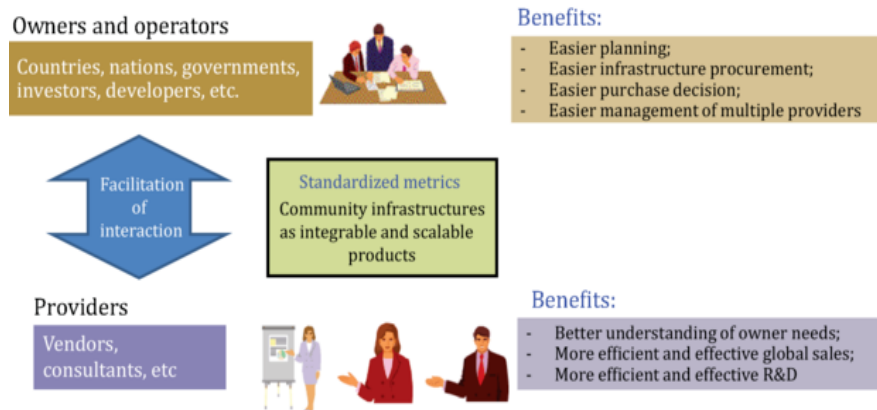 Owners and operators
Countries, nations, governments,
investors, developers, etc.
Benefits:
- Easier planning;
- Easier infrastructure procurement;
- Easier purchase decision;
- Easier management of multiple providers
Facilitation
of
interaction
Standardized metrics
Community infrastructures
as integrable and scalable
products
Providers
Vendors,
consultants, etc
Benefits:
- Better understanding of owner needs;
- More efficient and effective global sales;
- More efficient and effective R&D